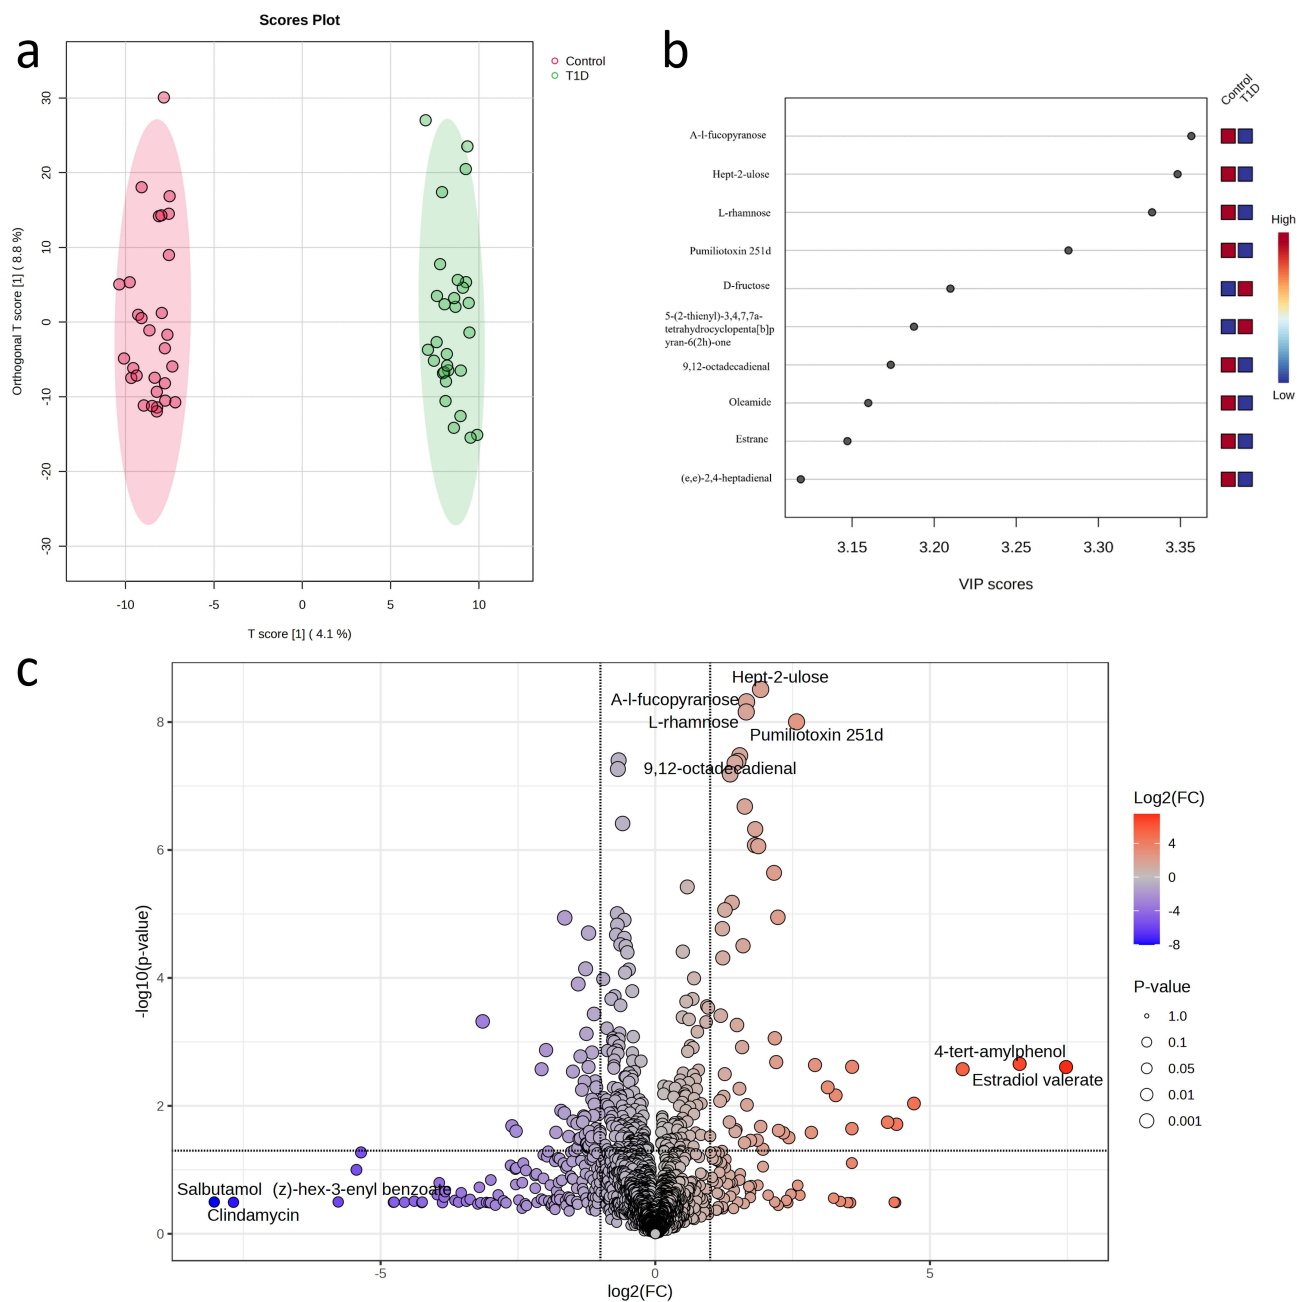 a
Scores Plot
Control
T1D
30
20
10
0
-10
-20
-30
Orthogonal T score [1] ( 8.8 %)
-10
-5
0
5
10
T score [1] ( 4.1 %)
b
Control
T1D
A-l-fucopyranose
Hept-2-ulose
L-rhamnose
Pumiliotoxin 251d
D-fructose
5-(2-thienyl)-3,4,7,7a-
tetrahydrocyclopenta[b]p
yran-6(2h)-one
9,12-octadecadienal
Oleamide
Estrane
(e,e)-2,4-heptadienal
High
Low
3.15
3.20
3.25
3.30
3.35
VIP scores
c
Hept-2-ulose
A-l-fucopyranose
L-rhamnose
Pumiliotoxin 251d
9,12-octadecadienal
4-tert-amylphenol
Estradiol valerate
Salbutamol
(z)-hex-3-enyl benzoate
Clindamycin
8
6
4
2
0
-log10(p-value)
-5
0
5
log2(FC)
Log2(FC)
4
0
-4
-8
P-value
1.0
0.1
0.05
0.01
0.001